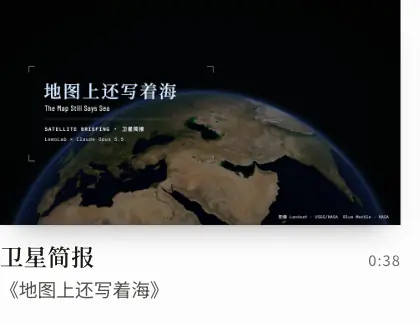 地图上还写着海
The Map Still Says Sea
SATELLITE BRIEFING · 卫星简报
LeenLab × Claude Opus 5.5
影像 Landsat · USGS/NASA Blue Marble · NASA
卫星简报
0:38
《地图上还写着海》